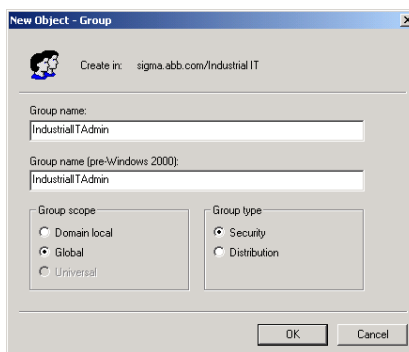 New Object - Group
Create in: sigma.abb.com/Industrial IT
Group name:
IndustrialITAdmin
Group name (pre-Windows 2000):
IndustrialITAdmin
Group scope
Domain local
Global
Universal
Group type
Security
Distribution
OK
Cancel